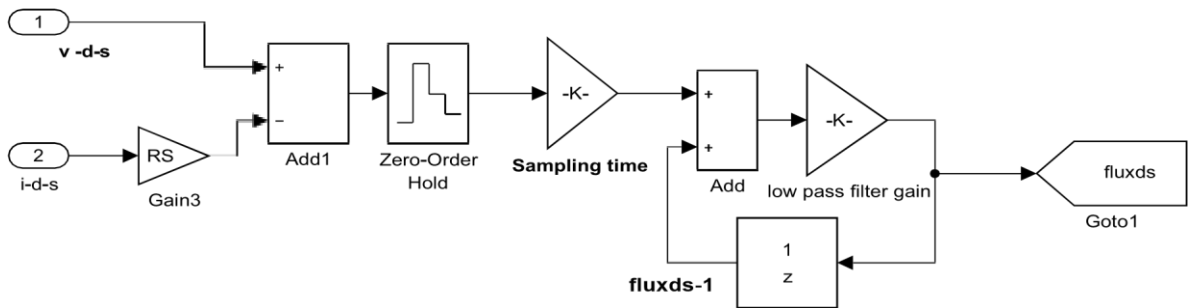 1
v -d-s
2
i-d-s
RS
Gain3
+
−
Add1
Zero-Order
Hold
-K-
Sampling time
+
+
Add
-K-
low pass filter gain
1
z
fluxds-1
fluxds
Goto1